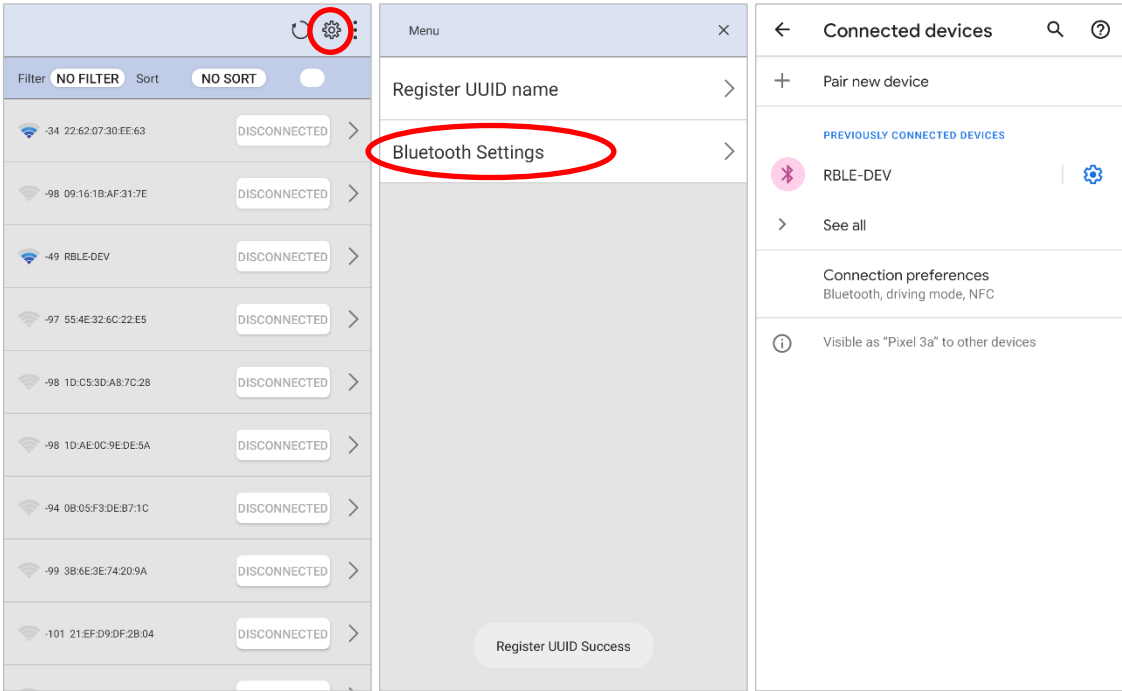 Filter NO FILTER Sort NO SORT
-34 22:62:07:30:EE:63 DISCONNECTED
-98 09:16:1B:AF:31:7E DISCONNECTED
-49 RBLE-DEV DISCONNECTED
-97 55:4E:32:6C:22:E5 DISCONNECTED
-98 1D:C5:3D:A8:7C:28 DISCONNECTED
-98 1D:AE:0C:9E:DE:5A DISCONNECTED
-94 0B:05:F3:DE:B7:1C DISCONNECTED
-99 3B:6E:3E:74:20:9A DISCONNECTED
-101 21:EF:D9:DF:2B:04 DISCONNECTED
Menu
Register UUID name
Bluetooth Settings
Register UUID Success
Connected devices
Pair new device
PREVIOUSLY CONNECTED DEVICES
RBLE-DEV
See all
Connection preferences
Bluetooth, driving mode, NFC
Visible as “Pixel 3a” to other devices